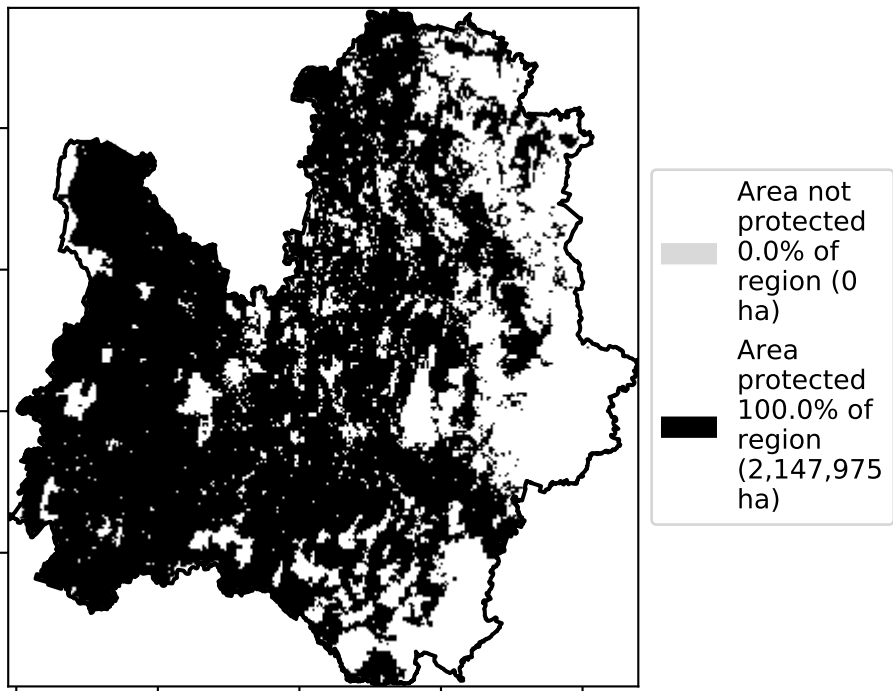 Area not
protected
0.0% of
region (0
ha)
Area
protected
100.0% of
region
(2,147,975
ha)